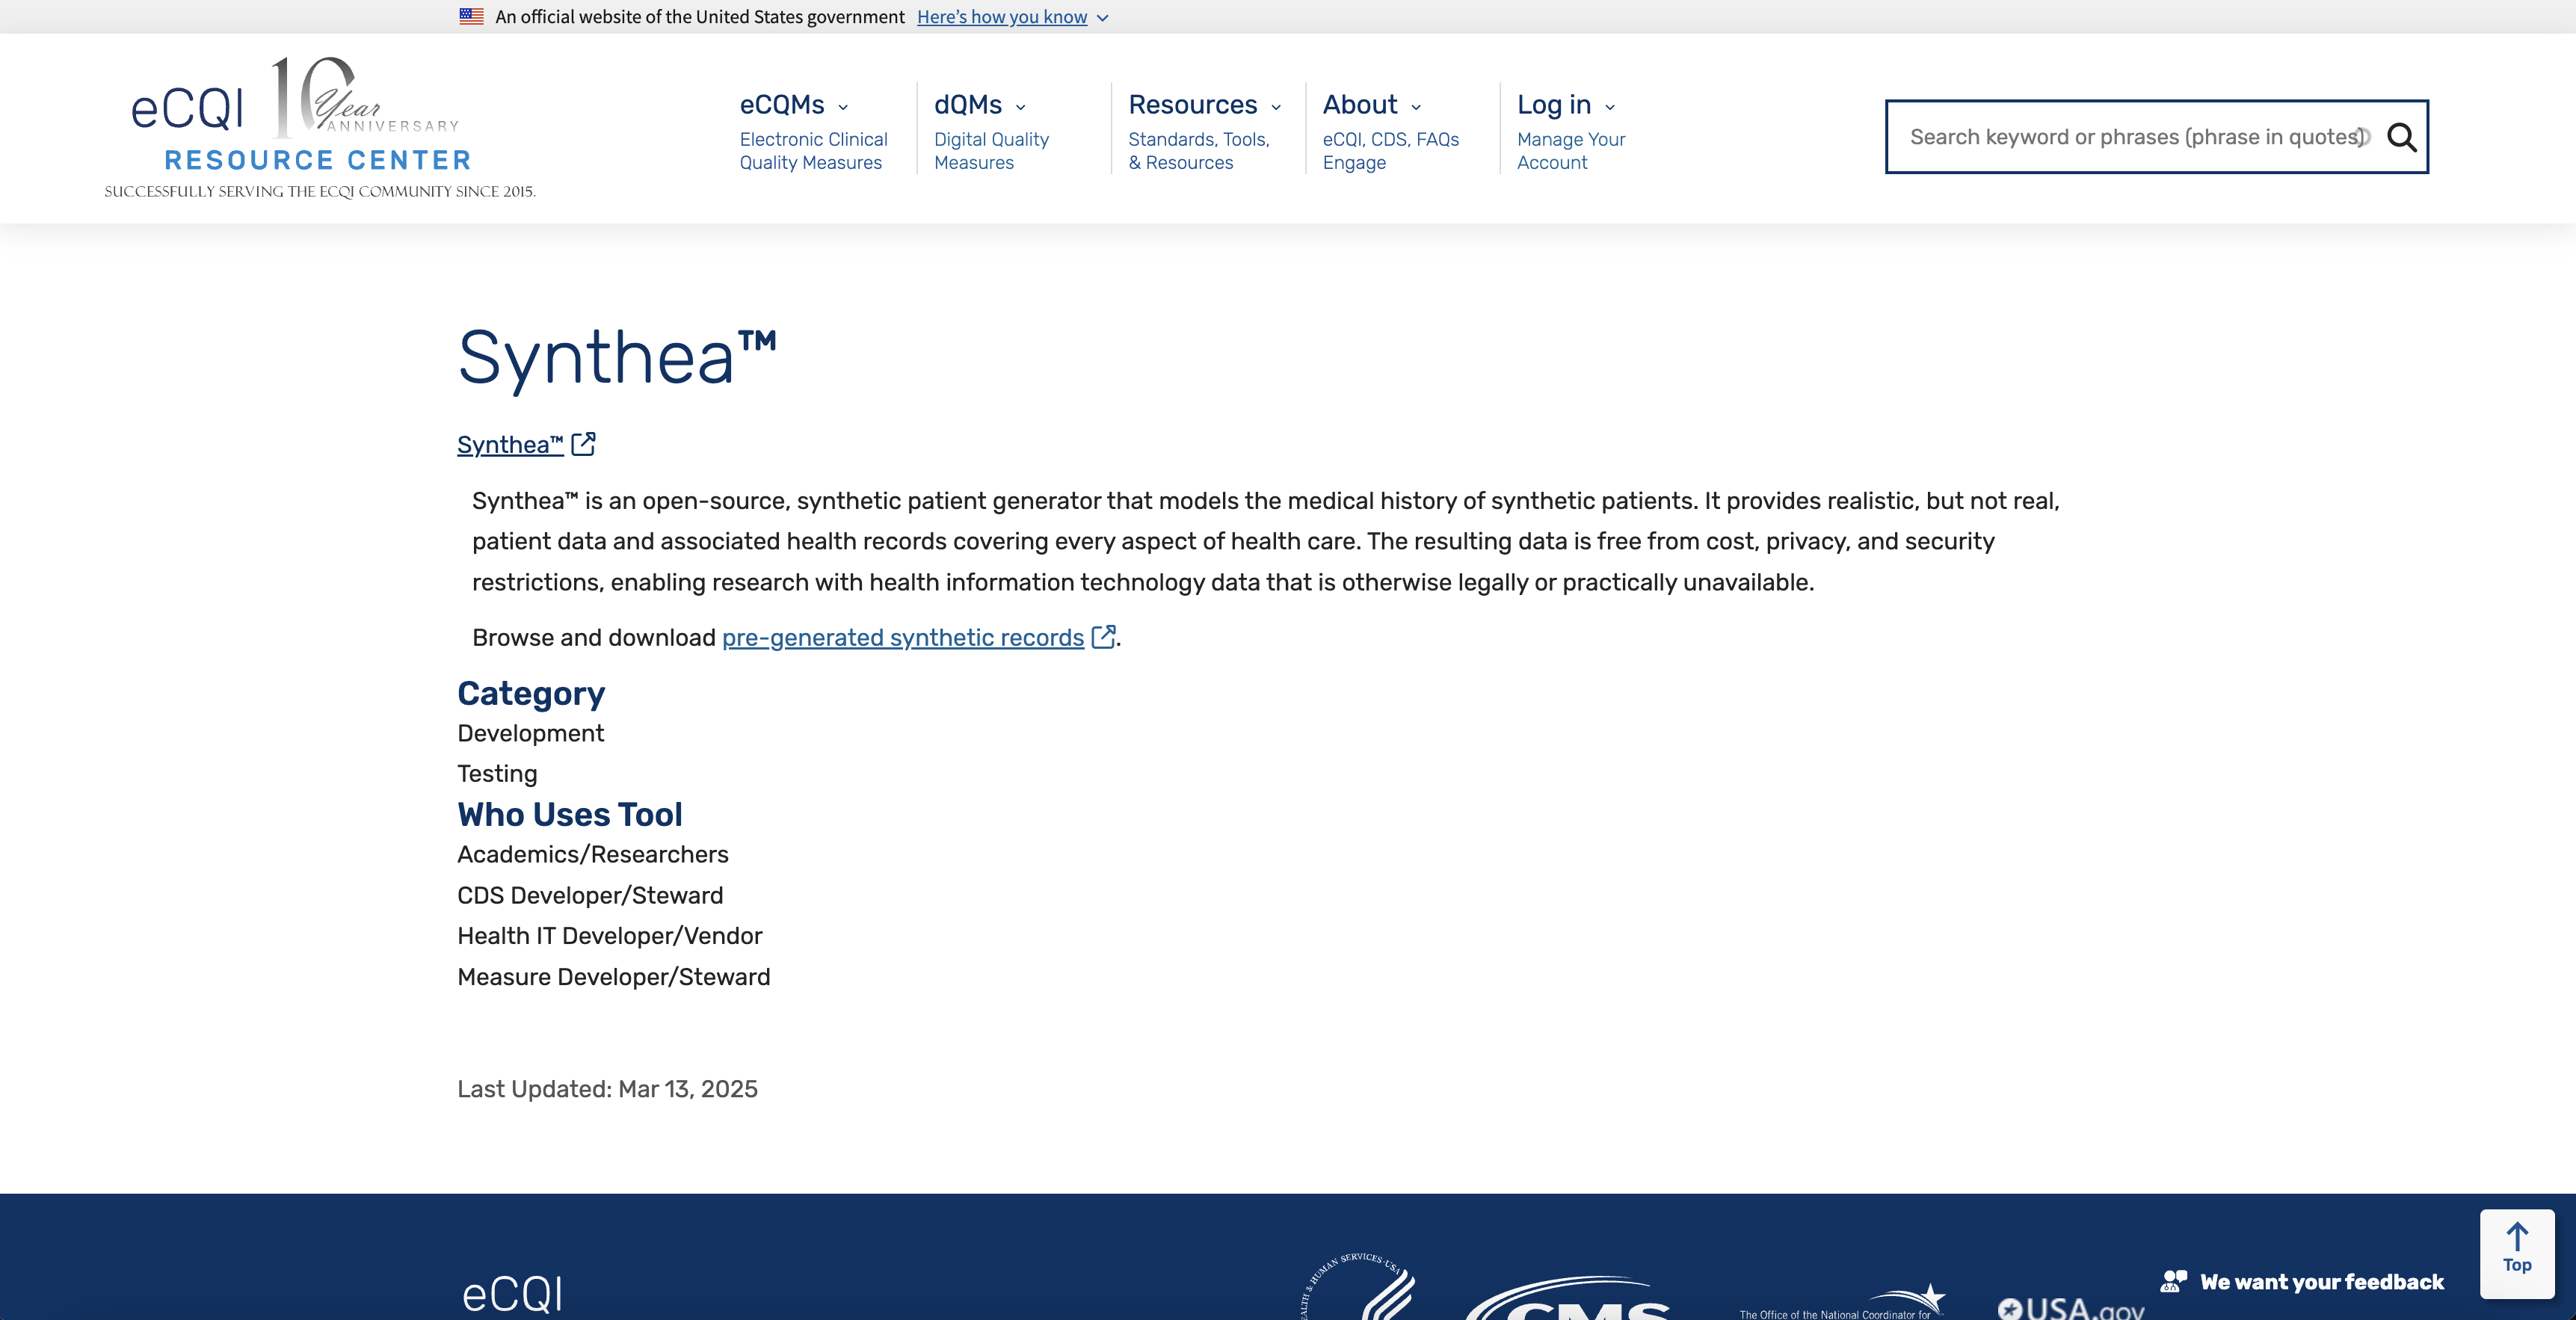 An official website of the United States government Here's how you know
eCQI 10 Year ANNIVERSARY
RESOURCE CENTER
SUCCESSFULLY SERVING THE ECQI COMMUNITY SINCE 2015.
eCQMs
Electronic Clinical
Quality Measures
dQMs
Digital Quality
Measures
Resources
Standards, Tools,
& Resources
About
eCQI, CDS, FAQs
Engage
Log in
Manage Your
Account
Search keyword or phrases (phrase in quotes)
Synthea™
Synthea™
Synthea™ is an open-source, synthetic patient generator that models the medical history of synthetic patients. It provides realistic, but not real,
patient data and associated health records covering every aspect of health care. The resulting data is free from cost, privacy, and security
restrictions, enabling research with health information technology data that is otherwise legally or practically unavailable.
Browse and download pre-generated synthetic records.
Category
Development
Testing
Who Uses Tool
Academics/Researchers
CDS Developer/Steward
Health IT Developer/Vendor
Measure Developer/Steward
Last Updated: Mar 13, 2025
eCQI
& HUMAN SERVICES·USA
CMS
The Office of the National Coordinator for
USA.gov
We want your feedback
Top